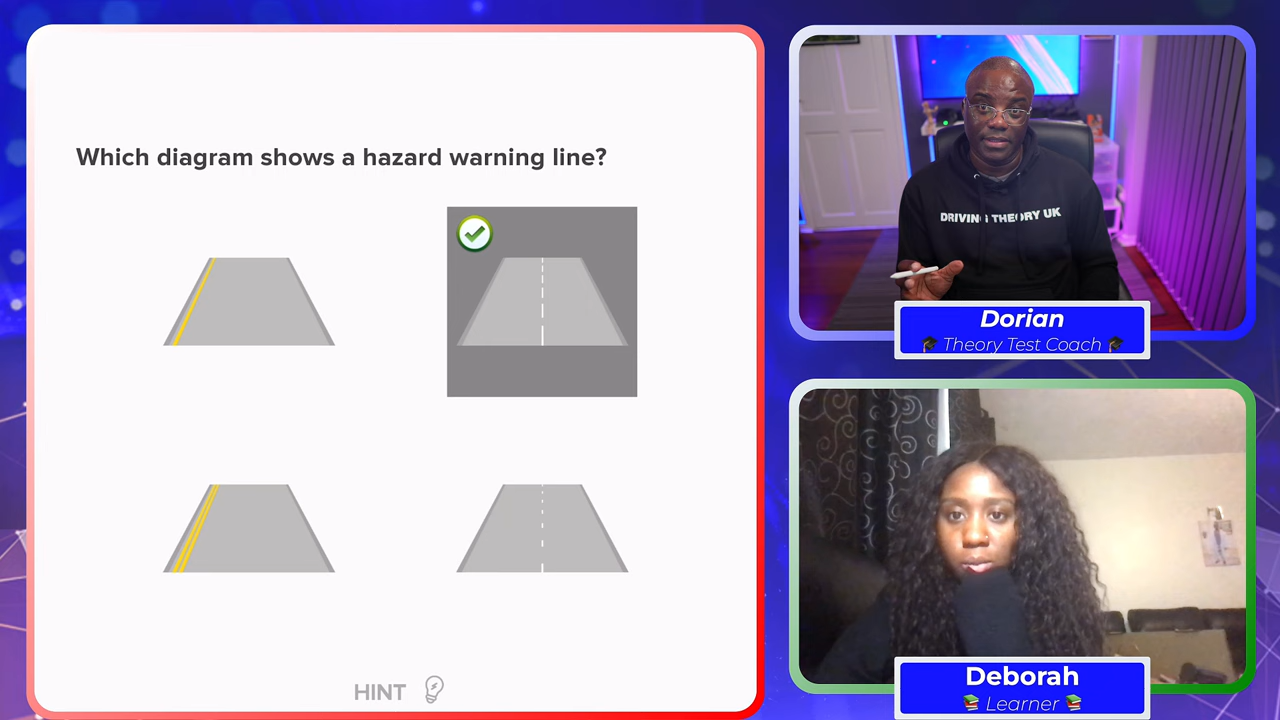 Which diagram shows a hazard warning line?
HINT
DRIVING THEORY UK
Dorian
🎓 Theory Test Coach 🎓
Deborah
📚 Learner 📚